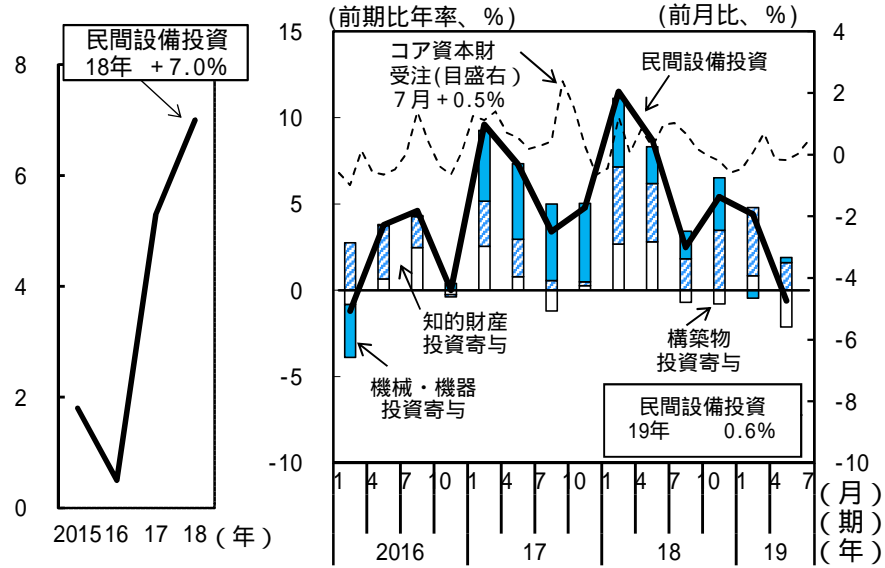 民間設備投資
18年 +7.0%
8
6
4
2
0
2015 16 17 18 (年)
(前期比年率、%)
(前月比、%)
コア資本財
受注(目盛右)
7月+0.5%
民間設備投資
知的財産
投資寄与
機械・機器
投資寄与
構築物
投資寄与
民間設備投資
19年 0.6%
15
10
5
0
-5
-10
4
2
0
-2
-4
-6
-8
-10
1 4 7 10 1 4 7 10 1 4 7 10 1 4 7
(月)
(期)
2016 17 18 19 (年)